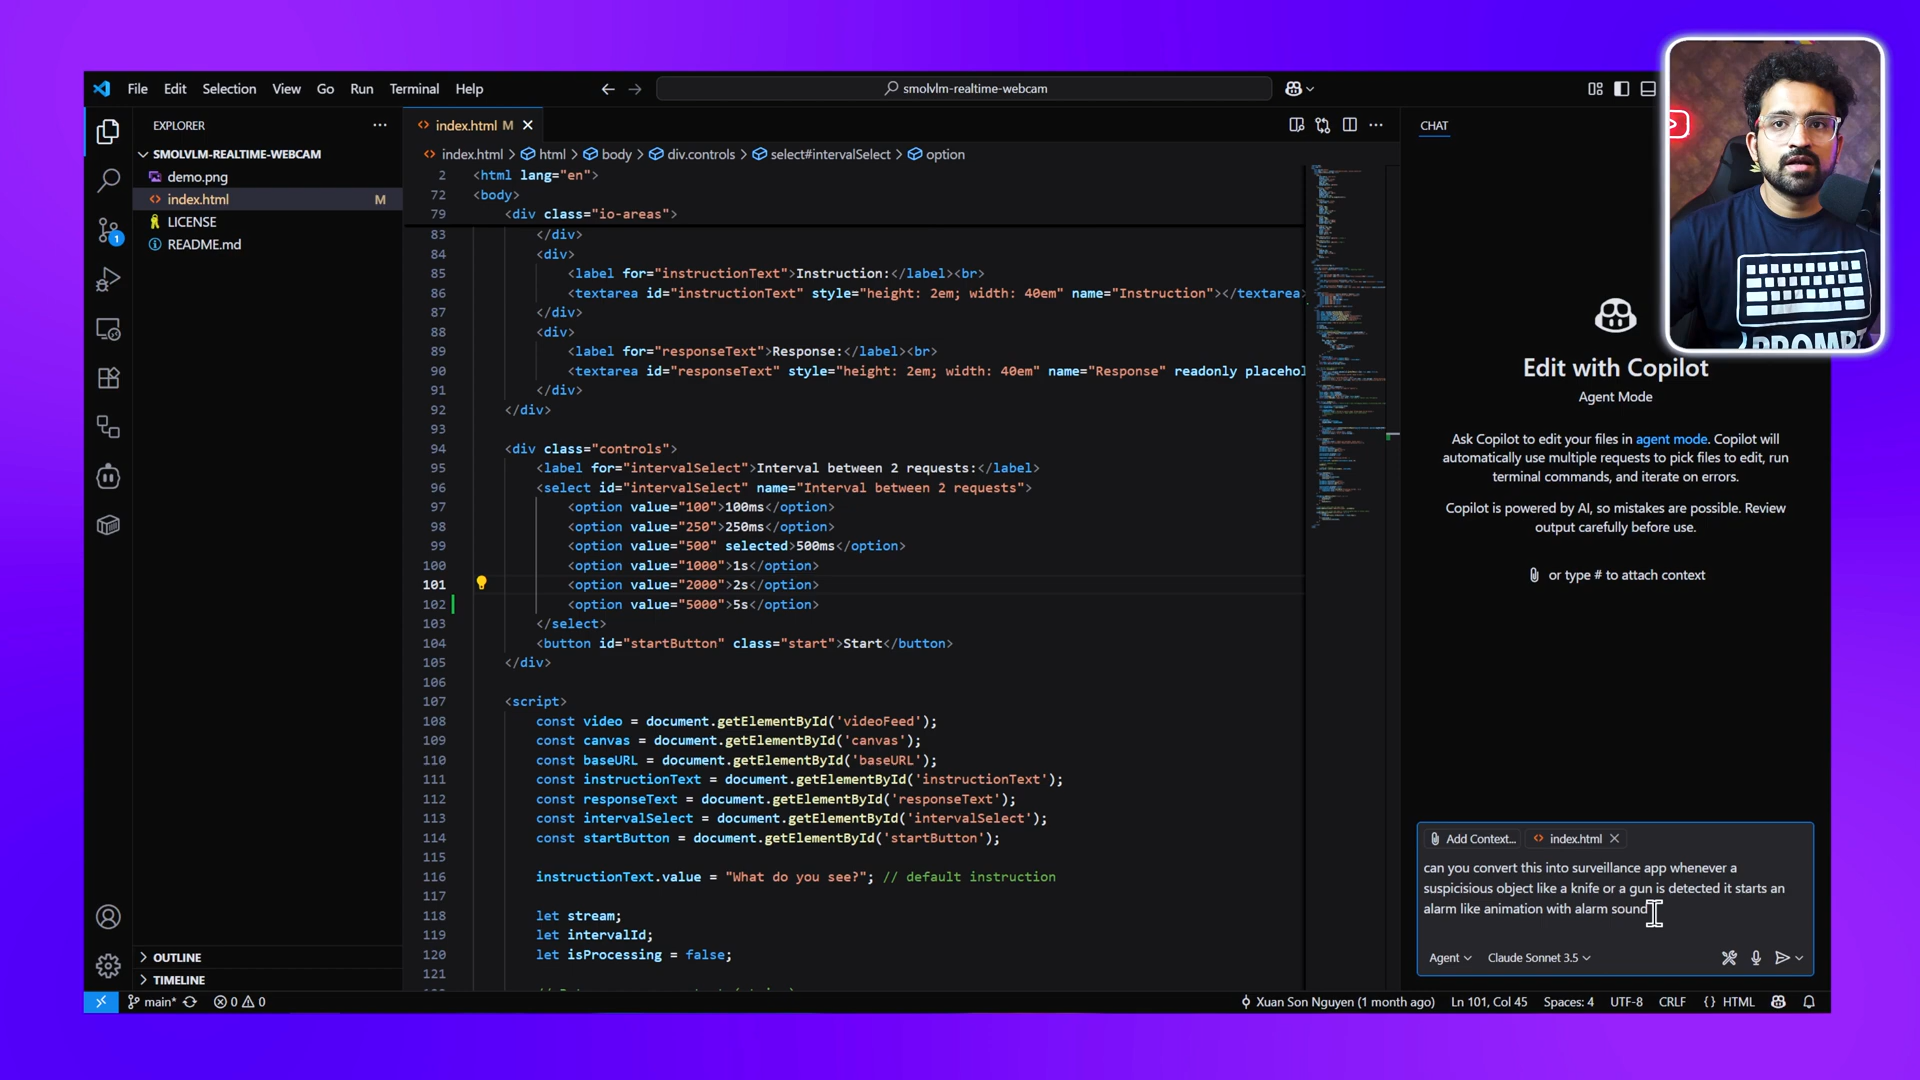 File Edit Selection View Go Run Terminal Help
smolvlm-realtime-webcam
EXPLORER
SMOLVLM-REALTIME-WEBCAM
demo.png
index.html M
LICENSE
README.md
OUTLINE
TIMELINE
index.html M
index.html > html > body > div.controls > select#intervalSelect > option
2 <html lang="en">
72 <body>
79 <div class="io-areas">
83 </div>
84 <div>
85 <label for="instructionText">Instruction:</label><br>
86 <textarea id="instructionText" style="height: 2em; width: 40em" name="Instruction"></textarea>
87 </div>
88 <div>
89 <label for="responseText">Response:</label><br>
90 <textarea id="responseText" style="height: 2em; width: 40em" name="Response" readonly placehol
91 </div>
92 </div>
93
94 <div class="controls">
95 <label for="intervalSelect">Interval between 2 requests:</label>
96 <select id="intervalSelect" name="Interval between 2 requests">
97 <option value="100">100ms</option>
98 <option value="250">250ms</option>
99 <option value="500" selected>500ms</option>
100 <option value="1000">1s</option>
101 <option value="2000">2s</option>
102 <option value="5000">5s</option>
103 </select>
104 <button id="startButton" class="start">Start</button>
105 </div>
106
107 <script>
108 const video = document.getElementById('videoFeed');
109 const canvas = document.getElementById('canvas');
110 const baseURL = document.getElementById('baseURL');
111 const instructionText = document.getElementById('instructionText');
112 const responseText = document.getElementById('responseText');
113 const intervalSelect = document.getElementById('intervalSelect');
114 const startButton = document.getElementById('startButton');
115
116 instructionText.value = "What do you see?"; // default instruction
117
118 let stream;
119 let intervalId;
120 let isProcessing = false;
121
CHAT
Edit with Copilot
Agent Mode
Ask Copilot to edit your files in agent mode. Copilot will
automatically use multiple requests to pick files to edit, run
terminal commands, and iterate on errors.
Copilot is powered by AI, so mistakes are possible. Review
output carefully before use.
or type # to attach context
Add Context... index.html
can you convert this into surveillance app whenever a
suspicisious object like a knife or a gun is detected it starts an
alarm like animation with alarm sound
Agent Claude Sonnet 3.5
PROMPT
1
main* 0 0
Xuan Son Nguyen (1 month ago) Ln 101, Col 45 Spaces: 4 UTF-8 CRLF {} HTML